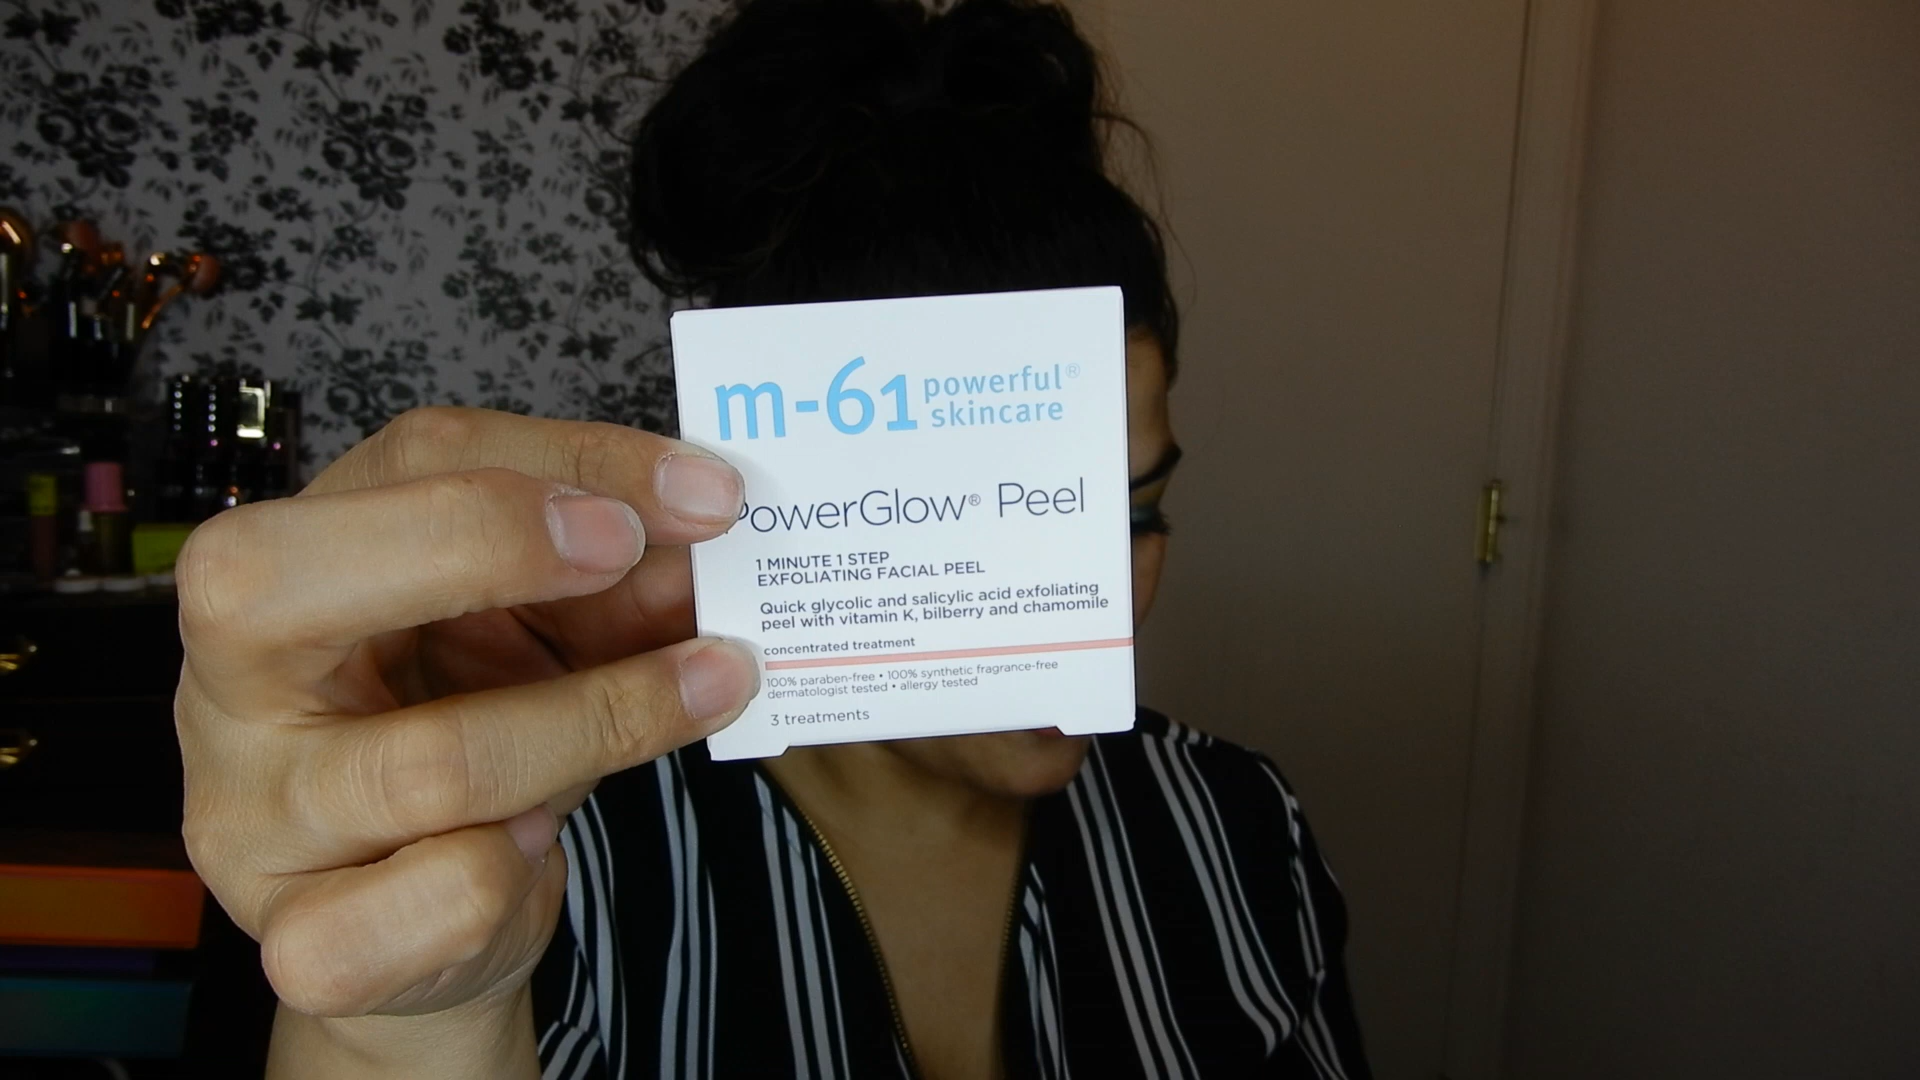 m-61 powerful®
skincare
PowerGlow® Peel
1 MINUTE 1 STEP
EXFOLIATING FACIAL PEEL
Quick glycolic and salicylic acid exfoliating
peel with vitamin K, bilberry and chamomile
concentrated treatment
100% paraben-free • 100% synthetic fragrance-free
dermatologist tested • allergy tested
3 treatments